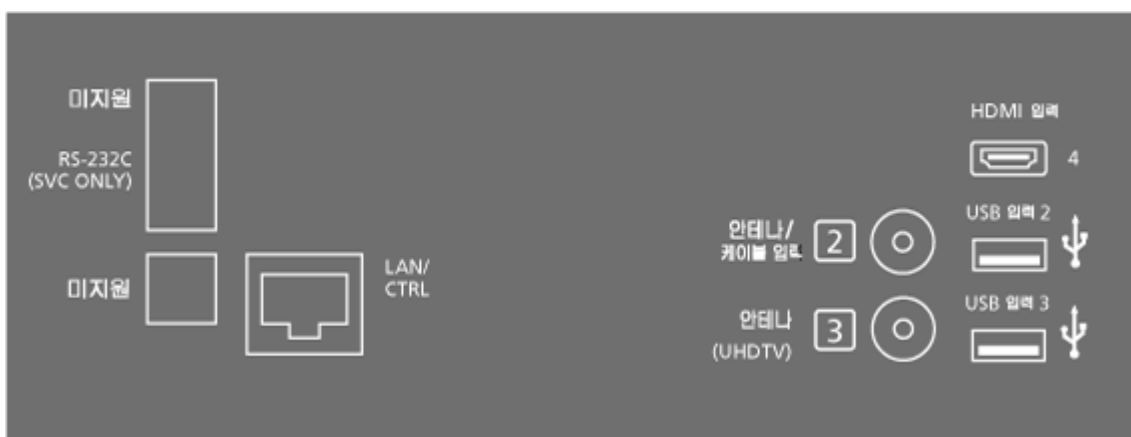 미지원
RS-232C
(SVC ONLY)
미지원
LAN/
CTRL
HDMI 입력
4
안테나/
케이블 입력
2
USB 입력 2
안테나
(UHDTV)
3
USB 입력 3